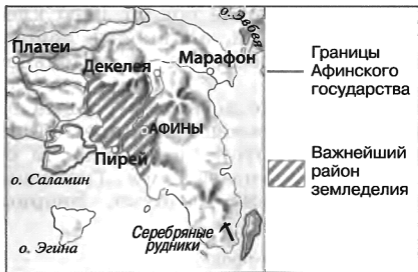 о. Эвбея
Платеи
Декелея
Марафон
АФИНЫ
Пирей
о. Саламин
о. Эгина
Серебряные
рудники
Границы
Афинского
государства
Важнейший
район
земледелия